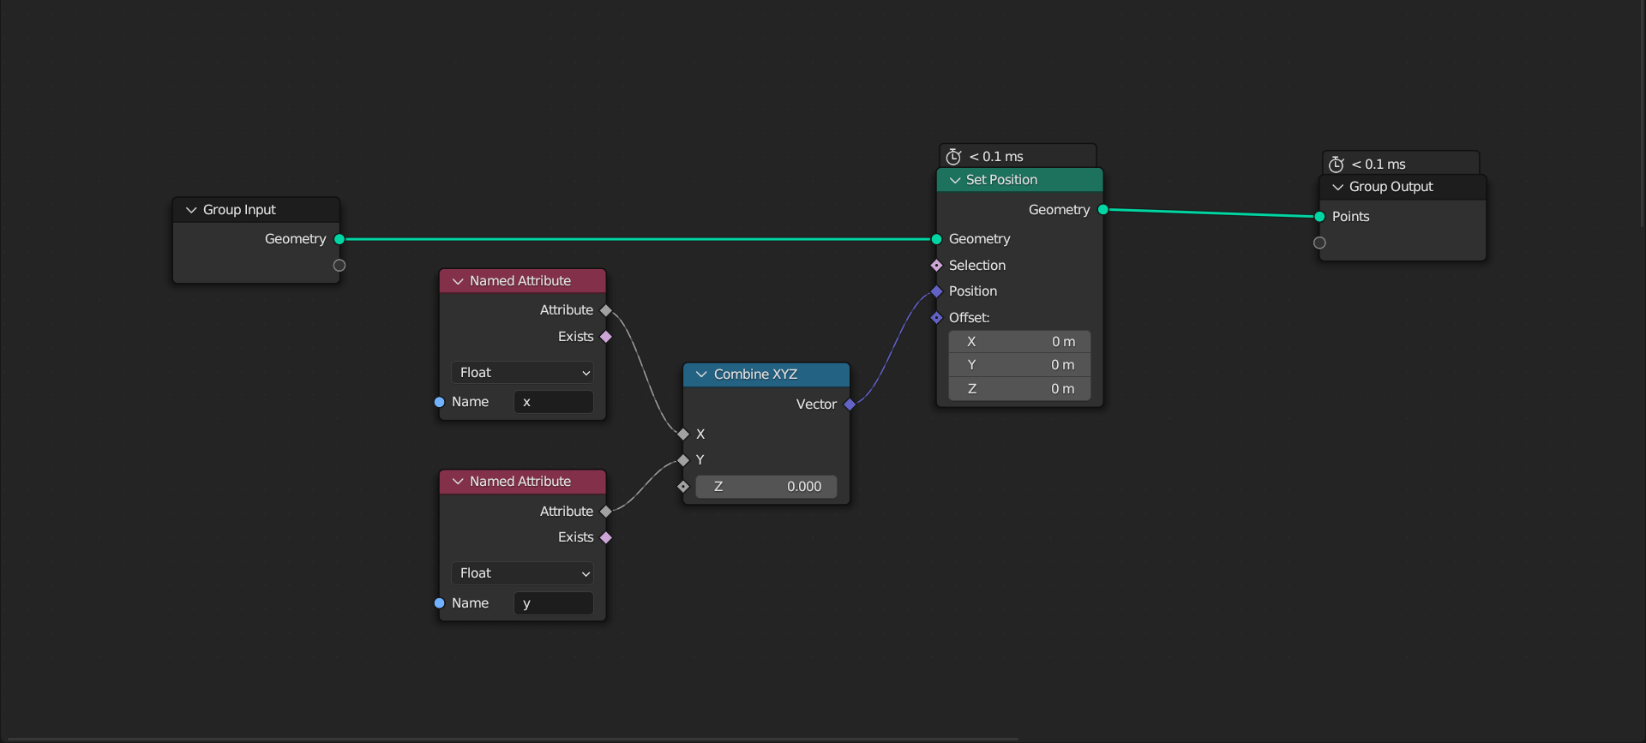 Group Input
Geometry
Named Attribute
Attribute
Exists
Float
Name x
Named Attribute
Attribute
Exists
Float
Name y
Combine XYZ
Vector
X
Y
Z 0.000
< 0.1 ms
Set Position
Geometry
Geometry
Selection
Position
Offset:
X 0 m
Y 0 m
Z 0 m
< 0.1 ms
Group Output
Points